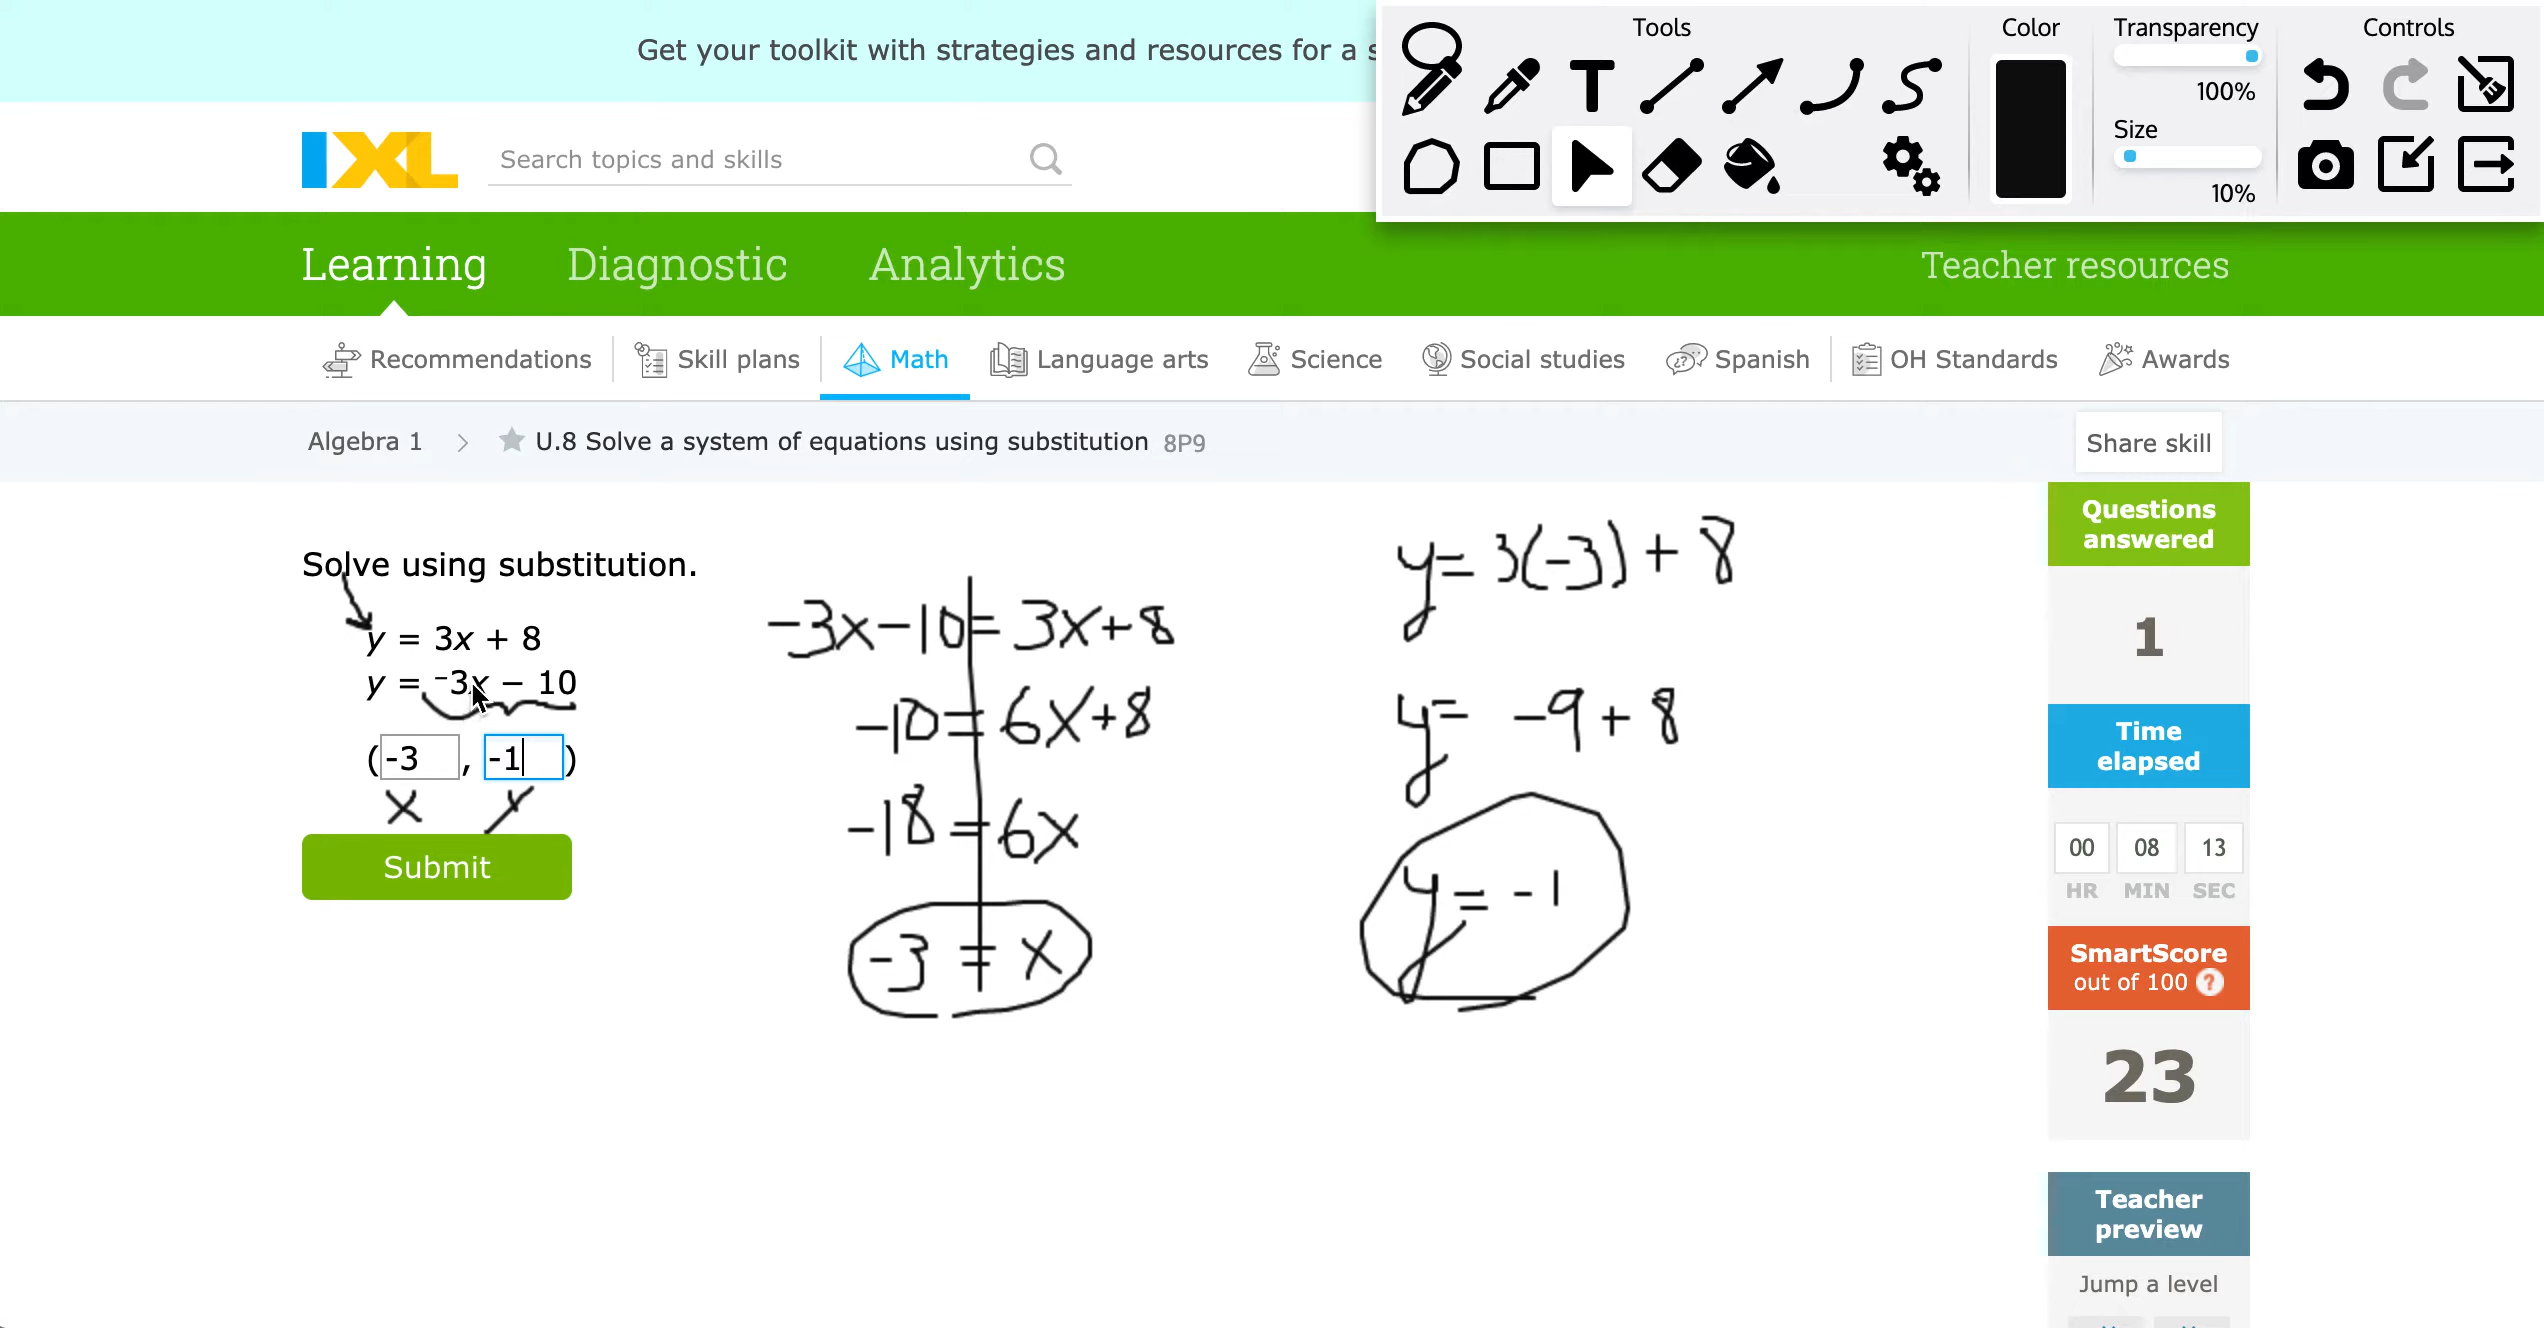 Get your toolkit with strategies and resources for a s
Tools
Color
Transparency
100%
Size
10%
Controls
T
IXL
Search topics and skills
Learning
Diagnostic
Analytics
Teacher resources
Recommendations
Skill plans
Math
Language arts
Science
Social studies
Spanish
OH Standards
Awards
Algebra 1 > U.8 Solve a system of equations using substitution 8P9
Share skill
Solve using substitution.
y = 3x + 8
y = ⁻3x − 10
(-3 , -1)
x y
Submit
-3x-10=3x+8
-10=6x+8
-18=6x
-3=x
y=3(-3)+8
y=-9+8
y=-1
Questions
answered
1
Time
elapsed
00 08 13
HR MIN SEC
SmartScore
out of 100 ?
23
Teacher
preview
Jump a level